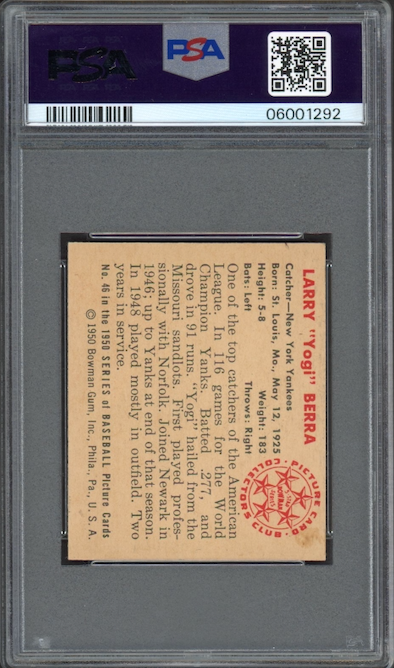 PSA
PSA
06001292
LARRY "Yogi" BERRA
Catcher—New York Yankees
Born: St. Louis, Mo., May 12, 1925
Height: 5-8 Weight: 183
Bats: Left Throws: Right
PICTURE CARD
COLLECTORS CLUB
One of the top catchers of the American
League. In 116 games for the World
Champion Yanks. Batted .277, and
drove in 91 runs. "Yogi" hailed from the
Missouri sandlots. First played profes-
sionally with Norfolk. Joined Newark in
1946; up to Yanks at end of that season.
In 1948 played mostly in outfield. Two
years in service.
No. 46 in the 1950 SERIES of BASEBALL Picture Cards
© 1950 Bowman Gum, Inc., Phila., Pa., U. S. A.